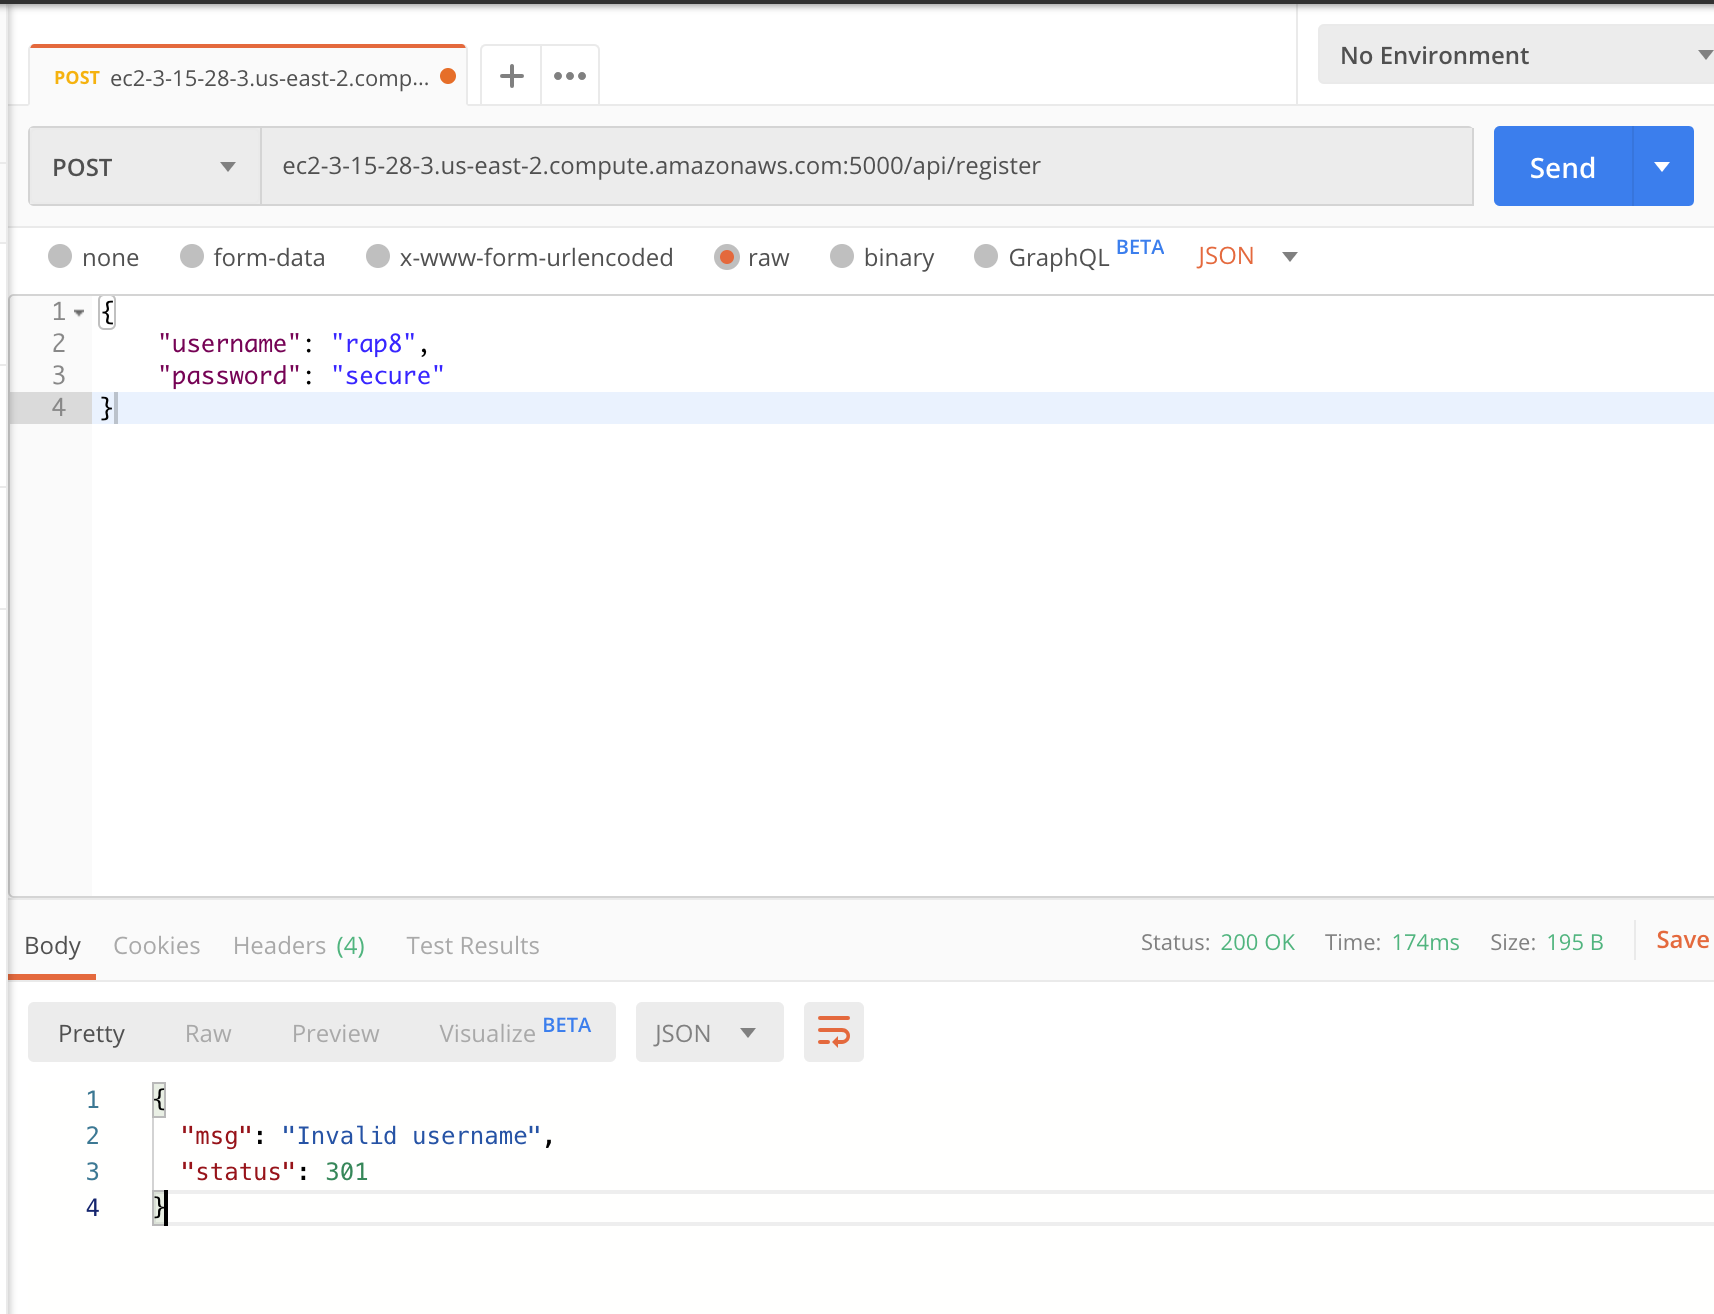 POST ec2-3-15-28-3.us-east-2.comp... + ••• No Environment
POST ec2-3-15-28-3.us-east-2.compute.amazonaws.com:5000/api/register Send
none form-data x-www-form-urlencoded raw binary GraphQL BETA JSON
1 {
2 "username": "rap8",
3 "password": "secure"
4 }
Body Cookies Headers (4) Test Results Status: 200 OK Time: 174ms Size: 195 B Save
Pretty Raw Preview Visualize BETA JSON
1 {
2 "msg": "Invalid username",
3 "status": 301
4 }